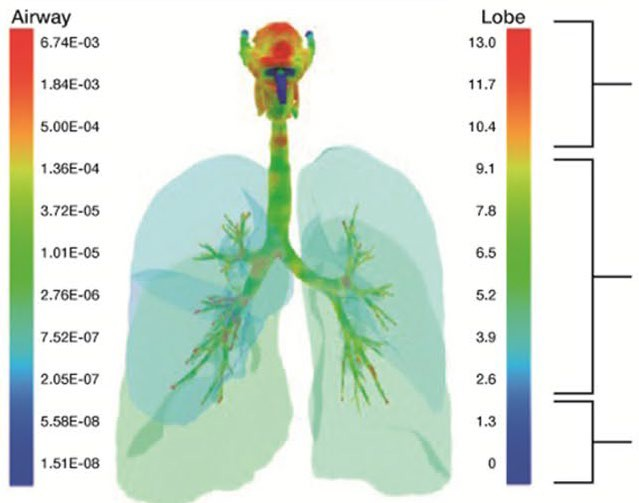 Airway
6.74E-03
1.84E-03
5.00E-04
1.36E-04
3.72E-05
1.01E-05
2.76E-06
7.52E-07
2.05E-07
5.58E-08
1.51E-08
Lobe
13.0
11.7
10.4
9.1
7.8
6.5
5.2
3.9
2.6
1.3
0